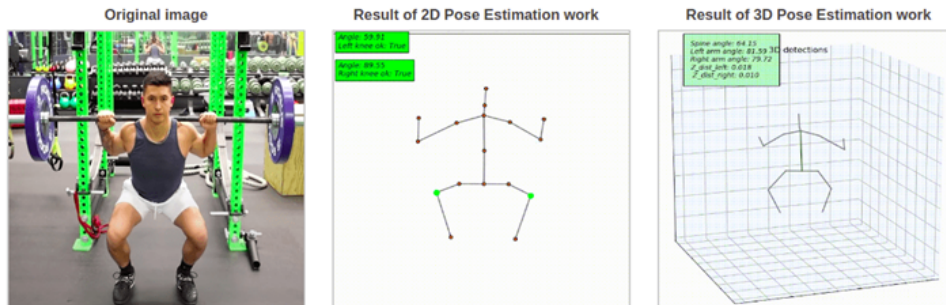 Original image
Result of 2D Pose Estimation work
Result of 3D Pose Estimation work
Angle: 99.91
Left knee ok: True
Angle: 89.55
Right knee ok: True
Spine angle: 64.15
Left arm angle: 81.59
3D detections
Right arm angle: 79.72
Z_dist_left: 0.018
Z_dist_right: 0.010